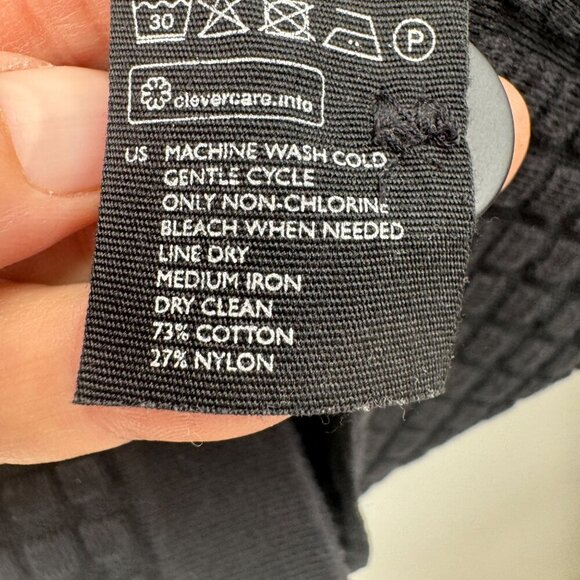 30
P
clevercare.info
US MACHINE WASH COLD
GENTLE CYCLE
ONLY NON-CHLORINE
BLEACH WHEN NEEDED
LINE DRY
MEDIUM IRON
DRY CLEAN
73% COTTON
27% NYLON